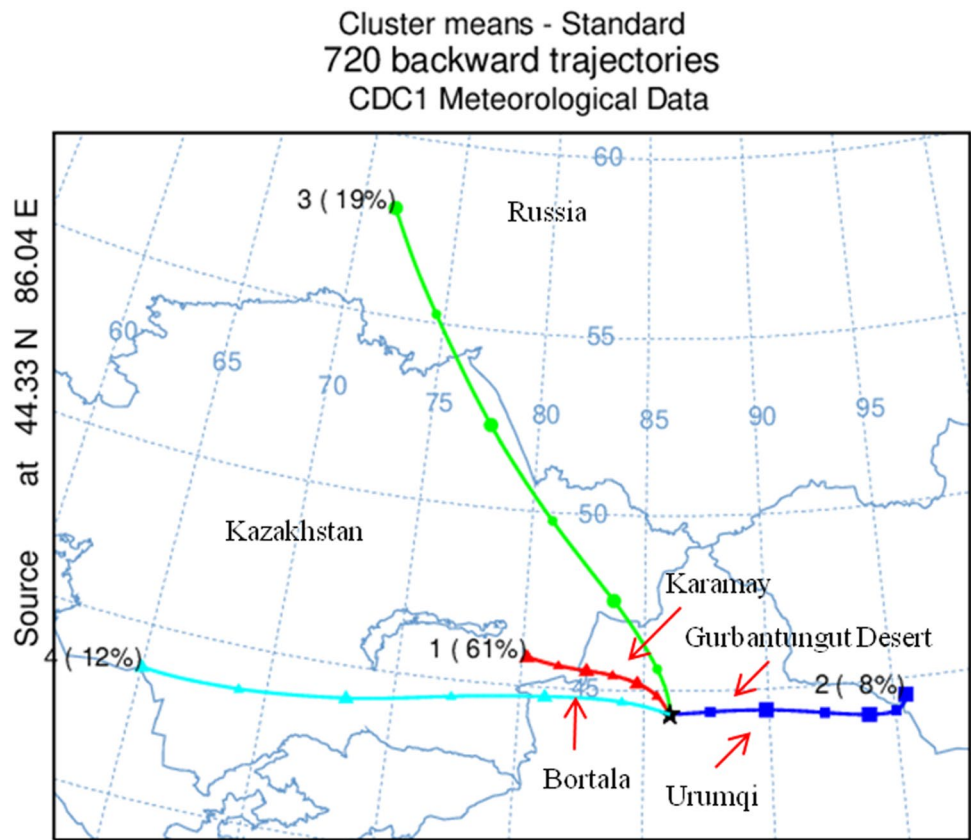 Cluster means - Standard
720 backward trajectories
CDC1 Meteorological Data
Source at 44.33 N 86.04 E
60
3 ( 19%)
Russia
60
55
65
70
75
80
85
90
95
50
Kazakhstan
Karamay
1 ( 61%)
Gurbantungut Desert
4 ( 12%)
45
2 ( 8%)
Bortala
Urumqi